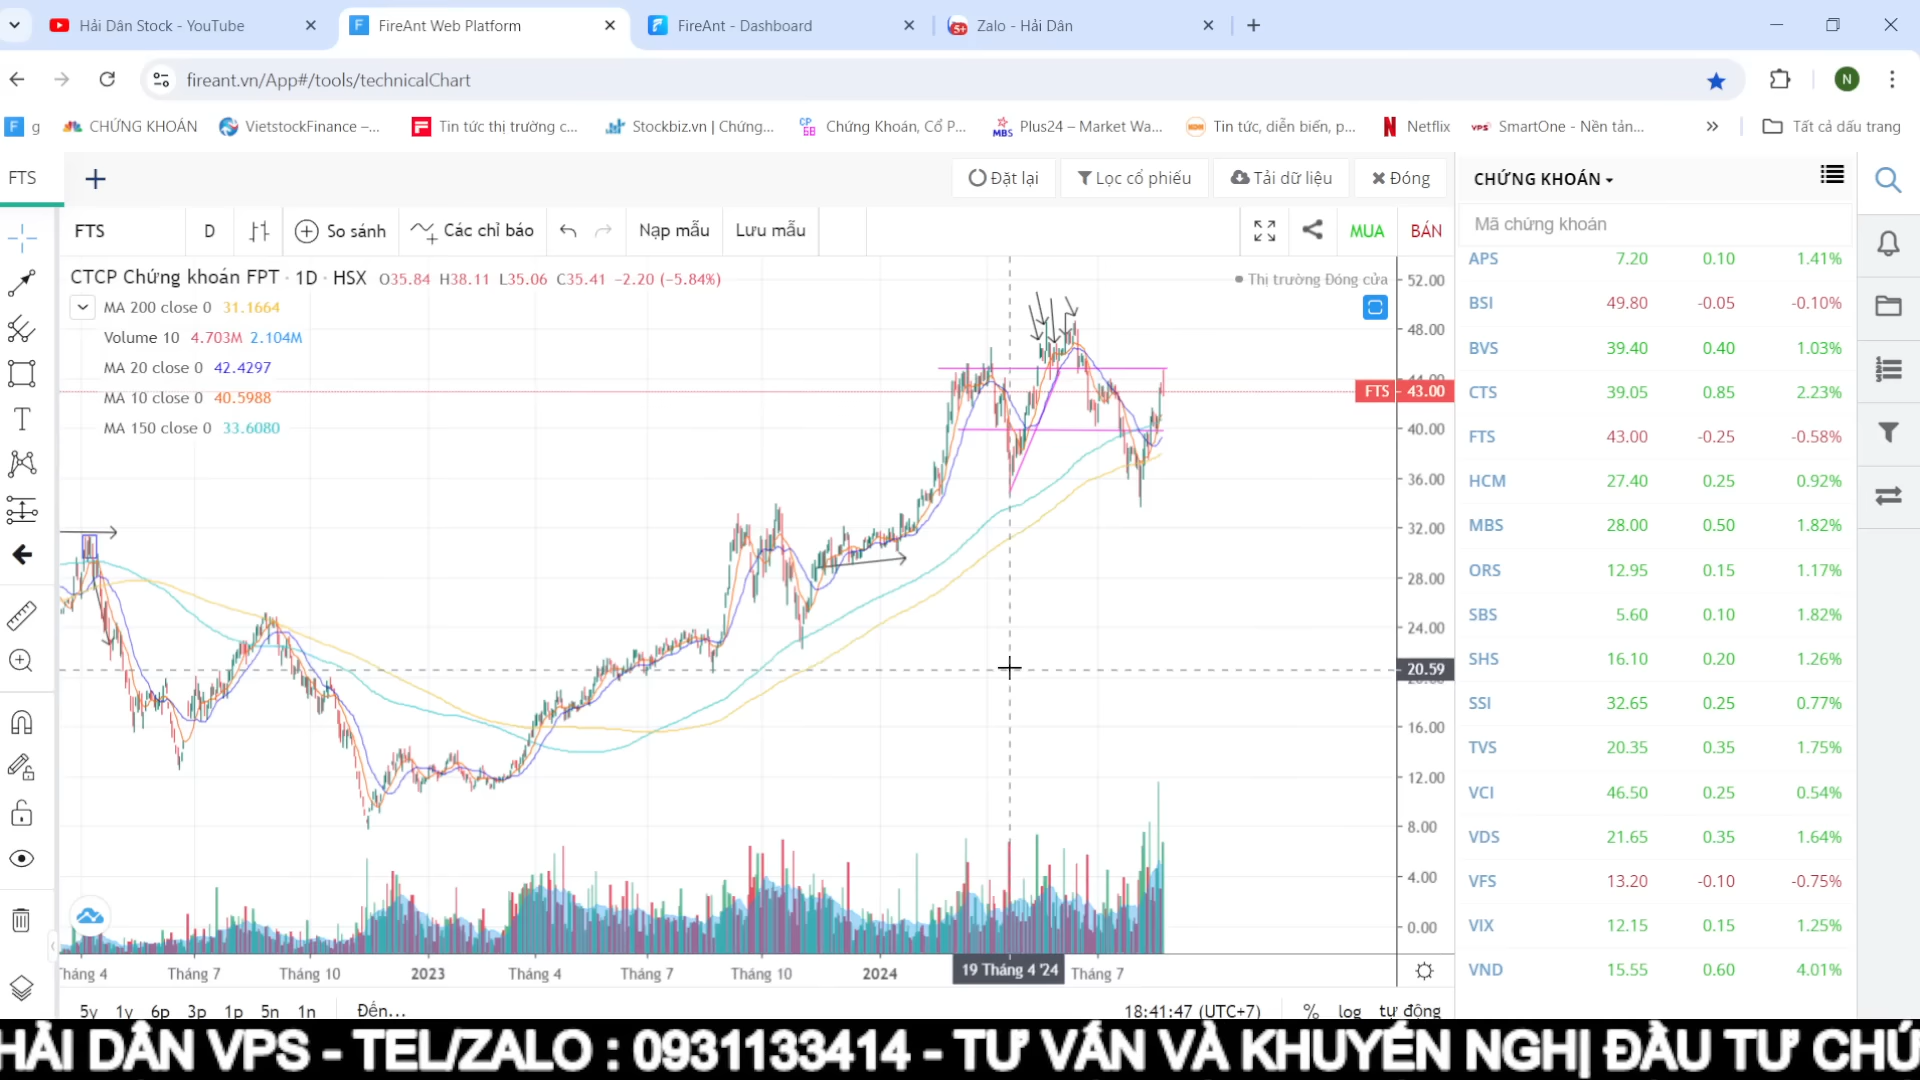 Hải Dân Stock - YouTube
FireAnt Web Platform
FireAnt - Dashboard
Zalo - Hải Dân
fireant.vn/App#/tools/technicalChart
N
g
CHỨNG KHOÁN
VietstockFinance –...
Tin tức thị trường c...
Stockbiz.vn | Chứng...
Chứng Khoán, Cổ P...
Plus24 – Market Wa...
Tin tức, diễn biến, p...
Netflix
SmartOne - Nền tản...
Tất cả dấu trang
FTS
Đặt lại
Lọc cổ phiếu
Tải dữ liệu
Đóng
CHỨNG KHOÁN
FTS
D
So sánh
Các chỉ báo
Nạp mẫu
Lưu mẫu
MUA
BÁN
Mã chứng khoán
CTCP Chứng khoán FPT · 1D · HSX O35.84 H38.11 L35.06 C35.41 -2.20 (-5.84%)
Thị trường Đóng cửa
MA 200 close 0 31.1664
Volume 10 4.703M 2.104M
MA 20 close 0 42.4297
MA 10 close 0 40.5988
MA 150 close 0 33.6080
52.00
48.00
44.00
FTS 43.00
40.00
36.00
32.00
28.00
24.00
20.59
16.00
12.00
8.00
4.00
0.00
APS 7.20 0.10 1.41%
BSI 49.80 -0.05 -0.10%
BVS 39.40 0.40 1.03%
CTS 39.05 0.85 2.23%
FTS 43.00 -0.25 -0.58%
HCM 27.40 0.25 0.92%
MBS 28.00 0.50 1.82%
ORS 12.95 0.15 1.17%
SBS 5.60 0.10 1.82%
SHS 16.10 0.20 1.26%
SSI 32.65 0.25 0.77%
TVS 20.35 0.35 1.75%
VCI 46.50 0.25 0.54%
VDS 21.65 0.35 1.64%
VFS 13.20 -0.10 -0.75%
VIX 12.15 0.15 1.25%
VND 15.55 0.60 4.01%
Tháng 4 Tháng 7 Tháng 10 2023 Tháng 4 Tháng 7 Tháng 10 2024 19 Tháng 4 '24 Tháng 7
5y 1y 6p 3p 1p 5n 1n Đến... 18:41:47 (UTC+7) % log tự động
HẢI DÂN VPS - TEL/ZALO : 0931133414 - TƯ VẤN VÀ KHUYẾN NGHỊ ĐẦU TƯ CHỨ